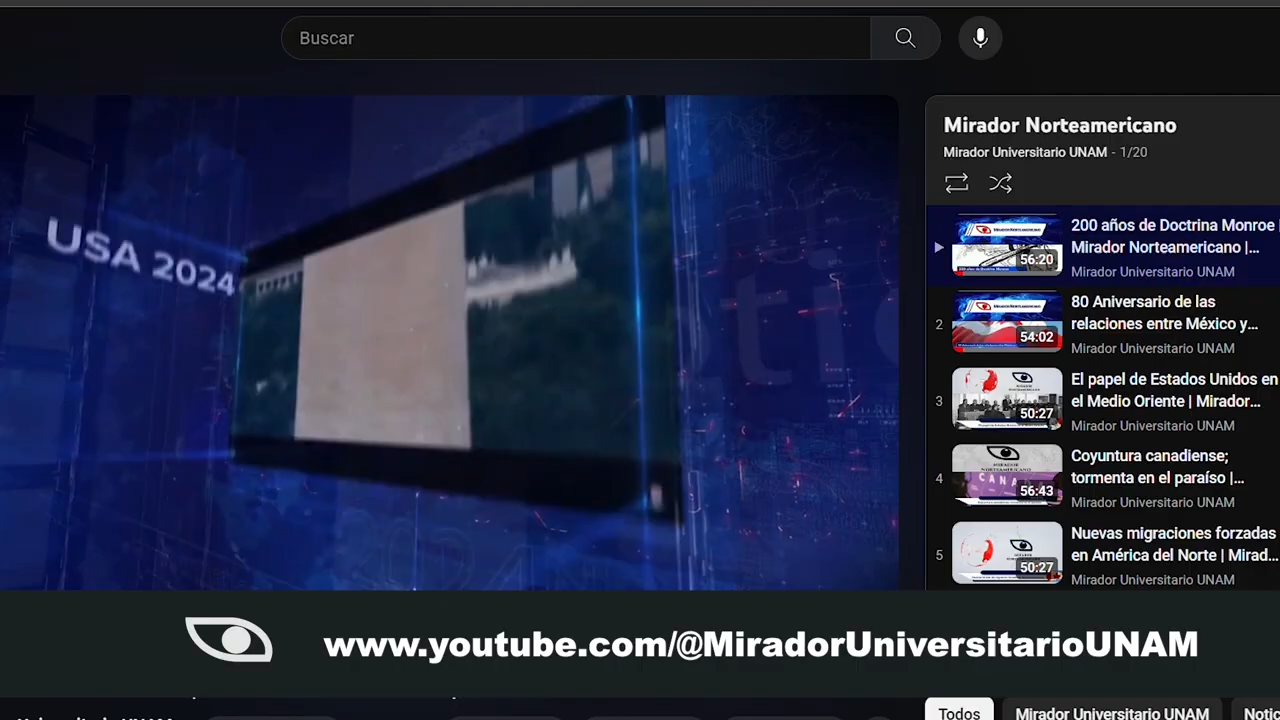 Buscar
USA 2024
Mirador Norteamericano
Mirador Universitario UNAM - 1/20
56:20
200 años de Doctrina Monroe |
Mirador Norteamericano |...
Mirador Universitario UNAM
2
54:02
80 Aniversario de las
relaciones entre México y...
Mirador Universitario UNAM
3
50:27
El papel de Estados Unidos en
el Medio Oriente | Mirador...
Mirador Universitario UNAM
4
56:43
Coyuntura canadiense;
tormenta en el paraíso |...
Mirador Universitario UNAM
5
50:27
Nuevas migraciones forzadas
en América del Norte | Mirad...
Mirador Universitario UNAM
www.youtube.com/@MiradorUniversitarioUNAM
Todos
Mirador Universitario UNAM